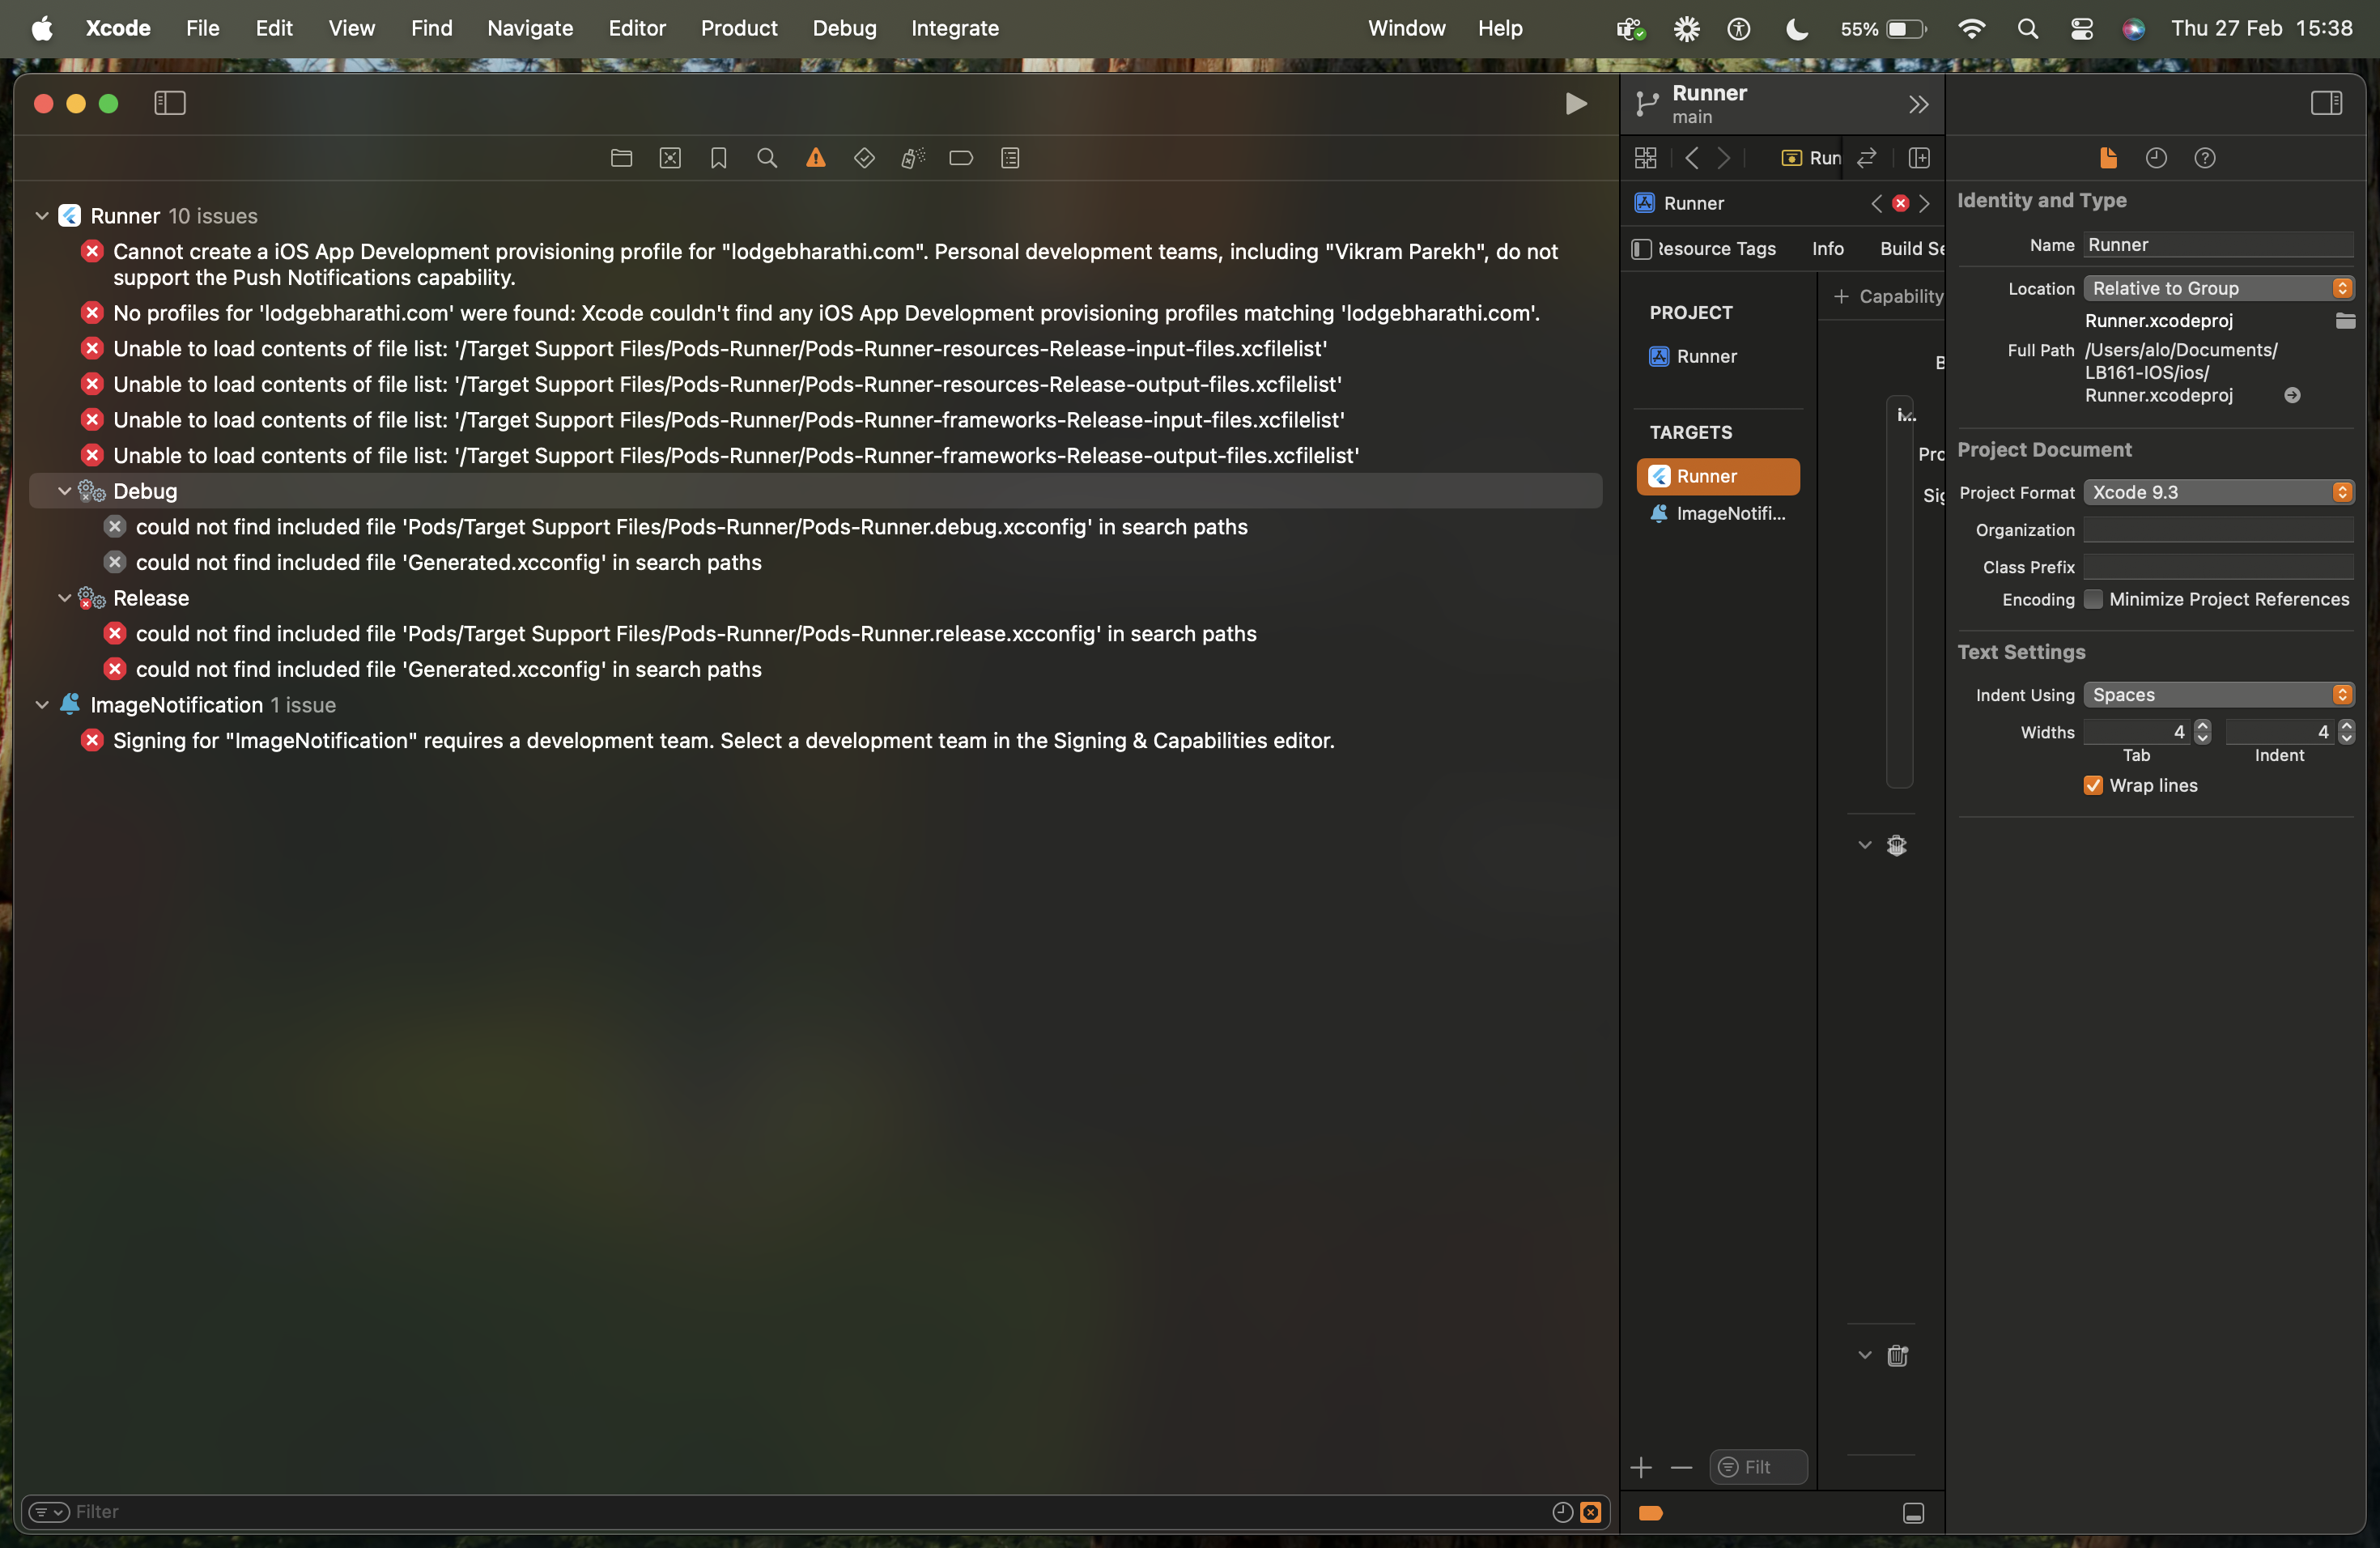 Xcode File Edit View Find Navigate Editor Product Debug Integrate Window Help 55% Thu 27 Feb 15:38
Runner
main
Run
Runner 10 issues
Cannot create a iOS App Development provisioning profile for "lodgebharathi.com". Personal development teams, including "Vikram Parekh", do not
support the Push Notifications capability.
No profiles for 'lodgebharathi.com' were found: Xcode couldn't find any iOS App Development provisioning profiles matching 'lodgebharathi.com'.
Unable to load contents of file list: '/Target Support Files/Pods-Runner/Pods-Runner-resources-Release-input-files.xcfilelist'
Unable to load contents of file list: '/Target Support Files/Pods-Runner/Pods-Runner-resources-Release-output-files.xcfilelist'
Unable to load contents of file list: '/Target Support Files/Pods-Runner/Pods-Runner-frameworks-Release-input-files.xcfilelist'
Unable to load contents of file list: '/Target Support Files/Pods-Runner/Pods-Runner-frameworks-Release-output-files.xcfilelist'
Debug
could not find included file 'Pods/Target Support Files/Pods-Runner/Pods-Runner.debug.xcconfig' in search paths
could not find included file 'Generated.xcconfig' in search paths
Release
could not find included file 'Pods/Target Support Files/Pods-Runner/Pods-Runner.release.xcconfig' in search paths
could not find included file 'Generated.xcconfig' in search paths
ImageNotification 1 issue
Signing for "ImageNotification" requires a development team. Select a development team in the Signing & Capabilities editor.
Filter
Runner
Resource Tags Info Build Se
PROJECT
Runner
TARGETS
Runner
ImageNotifi...
+ Capability
B
i...
Pro
Sig
Filt
Identity and Type
Name Runner
Location Relative to Group
Runner.xcodeproj
Full Path /Users/alo/Documents/
LB161-IOS/ios/
Runner.xcodeproj
Project Document
Project Format Xcode 9.3
Organization
Class Prefix
Encoding Minimize Project References
Text Settings
Indent Using Spaces
Widths 4 4
Tab Indent
Wrap lines